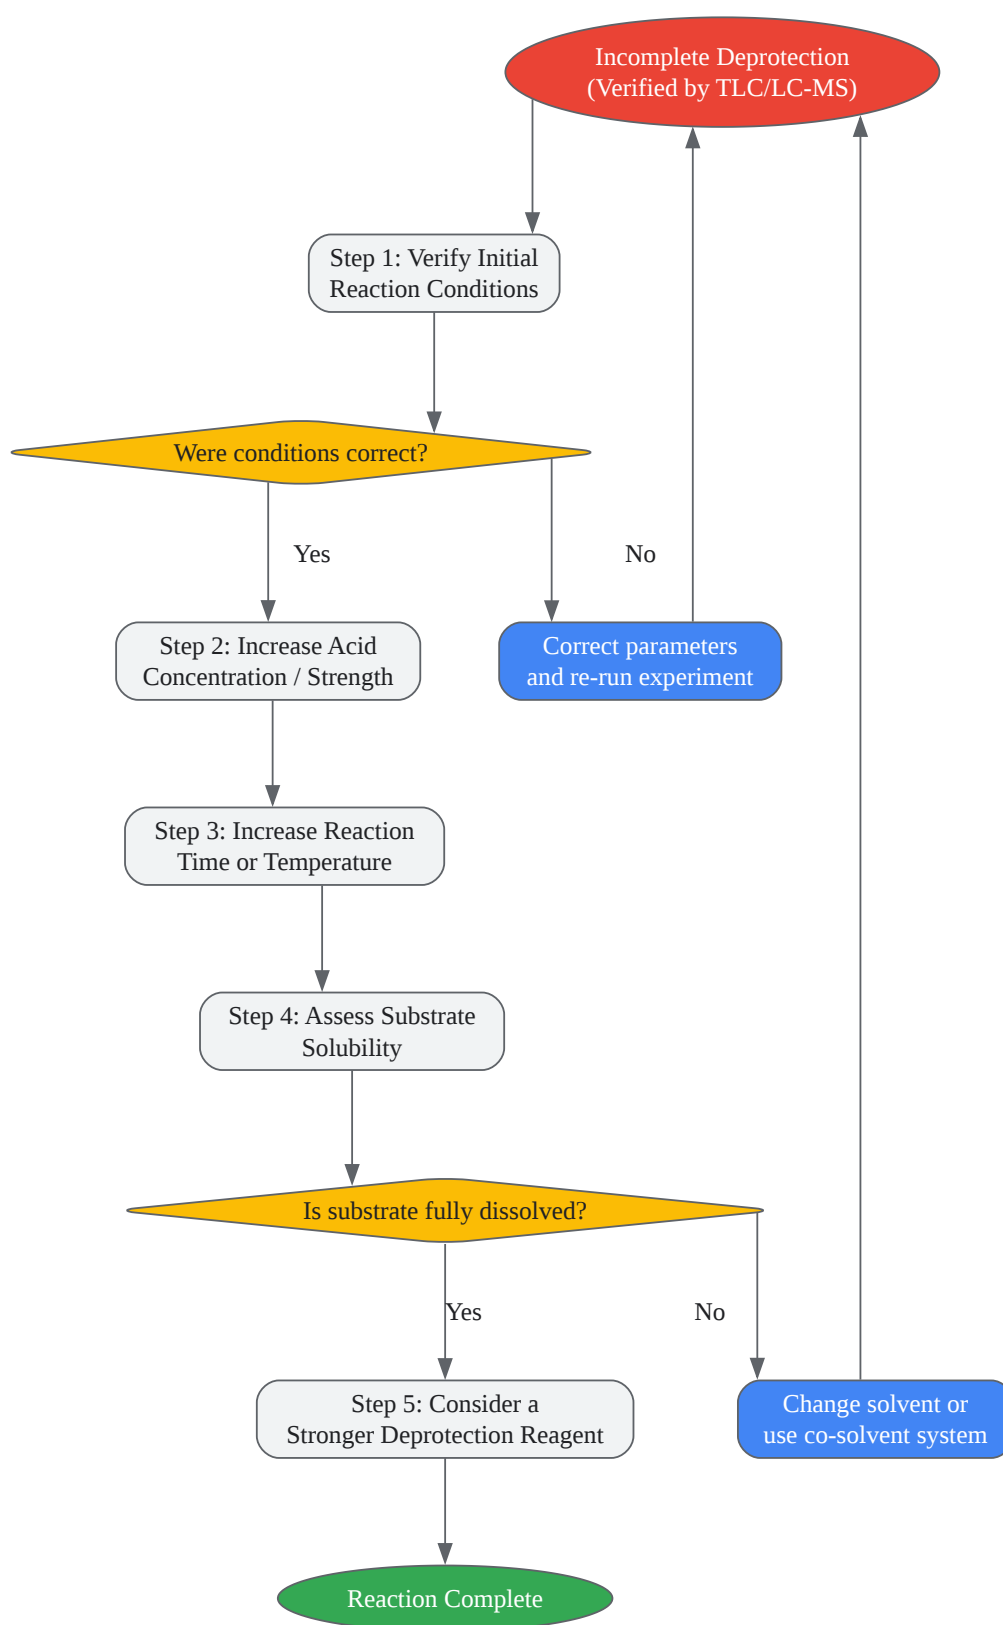 Incomplete Deprotection
(Verified by TLC/LC-MS)
Step 1: Verify Initial
Reaction Conditions
Were conditions correct?
Yes
No
Step 2: Increase Acid
Concentration / Strength
Correct parameters
and re-run experiment
Step 3: Increase Reaction
Time or Temperature
Step 4: Assess Substrate
Solubility
Is substrate fully dissolved?
Yes
No
Step 5: Consider a
Stronger Deprotection Reagent
Change solvent or
use co-solvent system
Reaction Complete